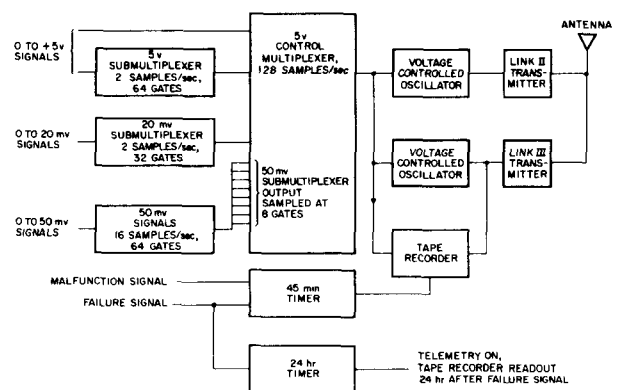 ANTENNA
0 TO +5v
SIGNALS
5v
SUBMULTIPLEXER
2 SAMPLES/sec,
64 GATES
5v
CONTROL
MULTIPLEXER,
128 SAMPLES/sec
VOLTAGE
CONTROLLED
OSCILLATOR
LINK II
TRANS-
MITTER
0 TO 20 mv
SIGNALS
20 mv
SUBMULTIPLEXER
2 SAMPLES/sec,
32 GATES
VOLTAGE
CONTROLLED
OSCILLATOR
LINK III
TRANS-
MITTER
50 mv
SUBMULTIPLEXER
OUTPUT
SAMPLED AT
8 GATES
0 TO 50 mv
SIGNALS
50 mv
SIGNALS
16 SAMPLES/sec,
64 GATES
TAPE
RECORDER
MALFUNCTION SIGNAL
FAILURE SIGNAL
45 min
TIMER
24 hr
TIMER
TELEMETRY ON,
TAPE RECORDER READOUT
24 hr AFTER FAILURE SIGNAL